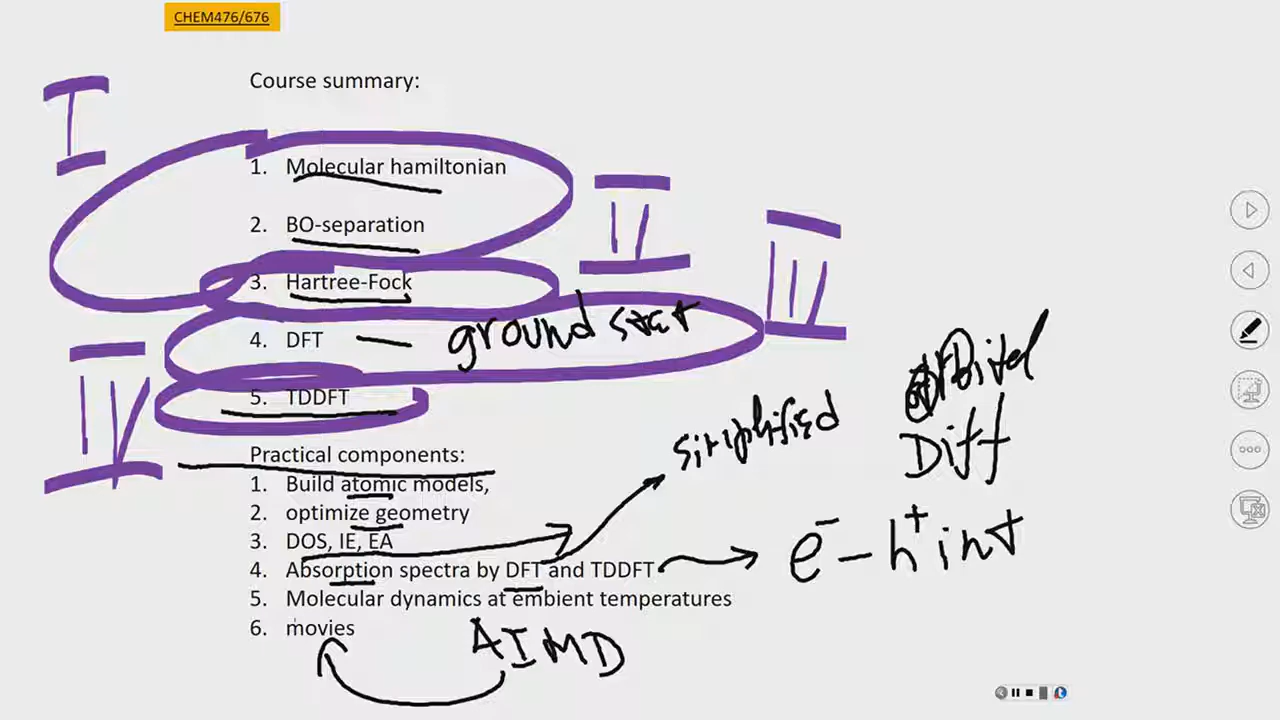 CHEM476/676
Course summary:
I
1. Molecular hamiltonian
2. BO-separation
II
3. Hartree-Fock
III
4. DFT — ground stat
IV
5. TDDFT
orbital
Diff
simplified
Practical components:
1. Build atomic models,
2. optimize geometry
3. DOS, IE, EA
4. Absorption spectra by DFT and TDDFT
e⁻ – h⁺ int
5. Molecular dynamics at embient temperatures
6. movies
AIMD